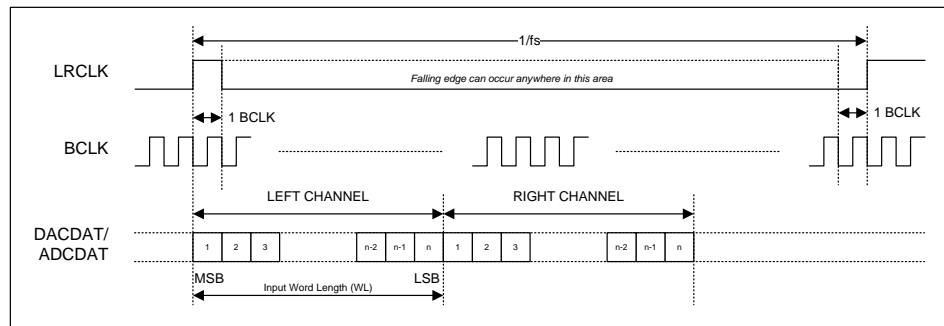 1/fs
LRCLK
Falling edge can occur anywhere in this area
1 BCLK
1 BCLK
BCLK
LEFT CHANNEL
RIGHT CHANNEL
DACDAT/
ADCDAT
1 2 3 n-2 n-1 n 1 2 3 n-2 n-1 n
MSB
LSB
Input Word Length (WL)